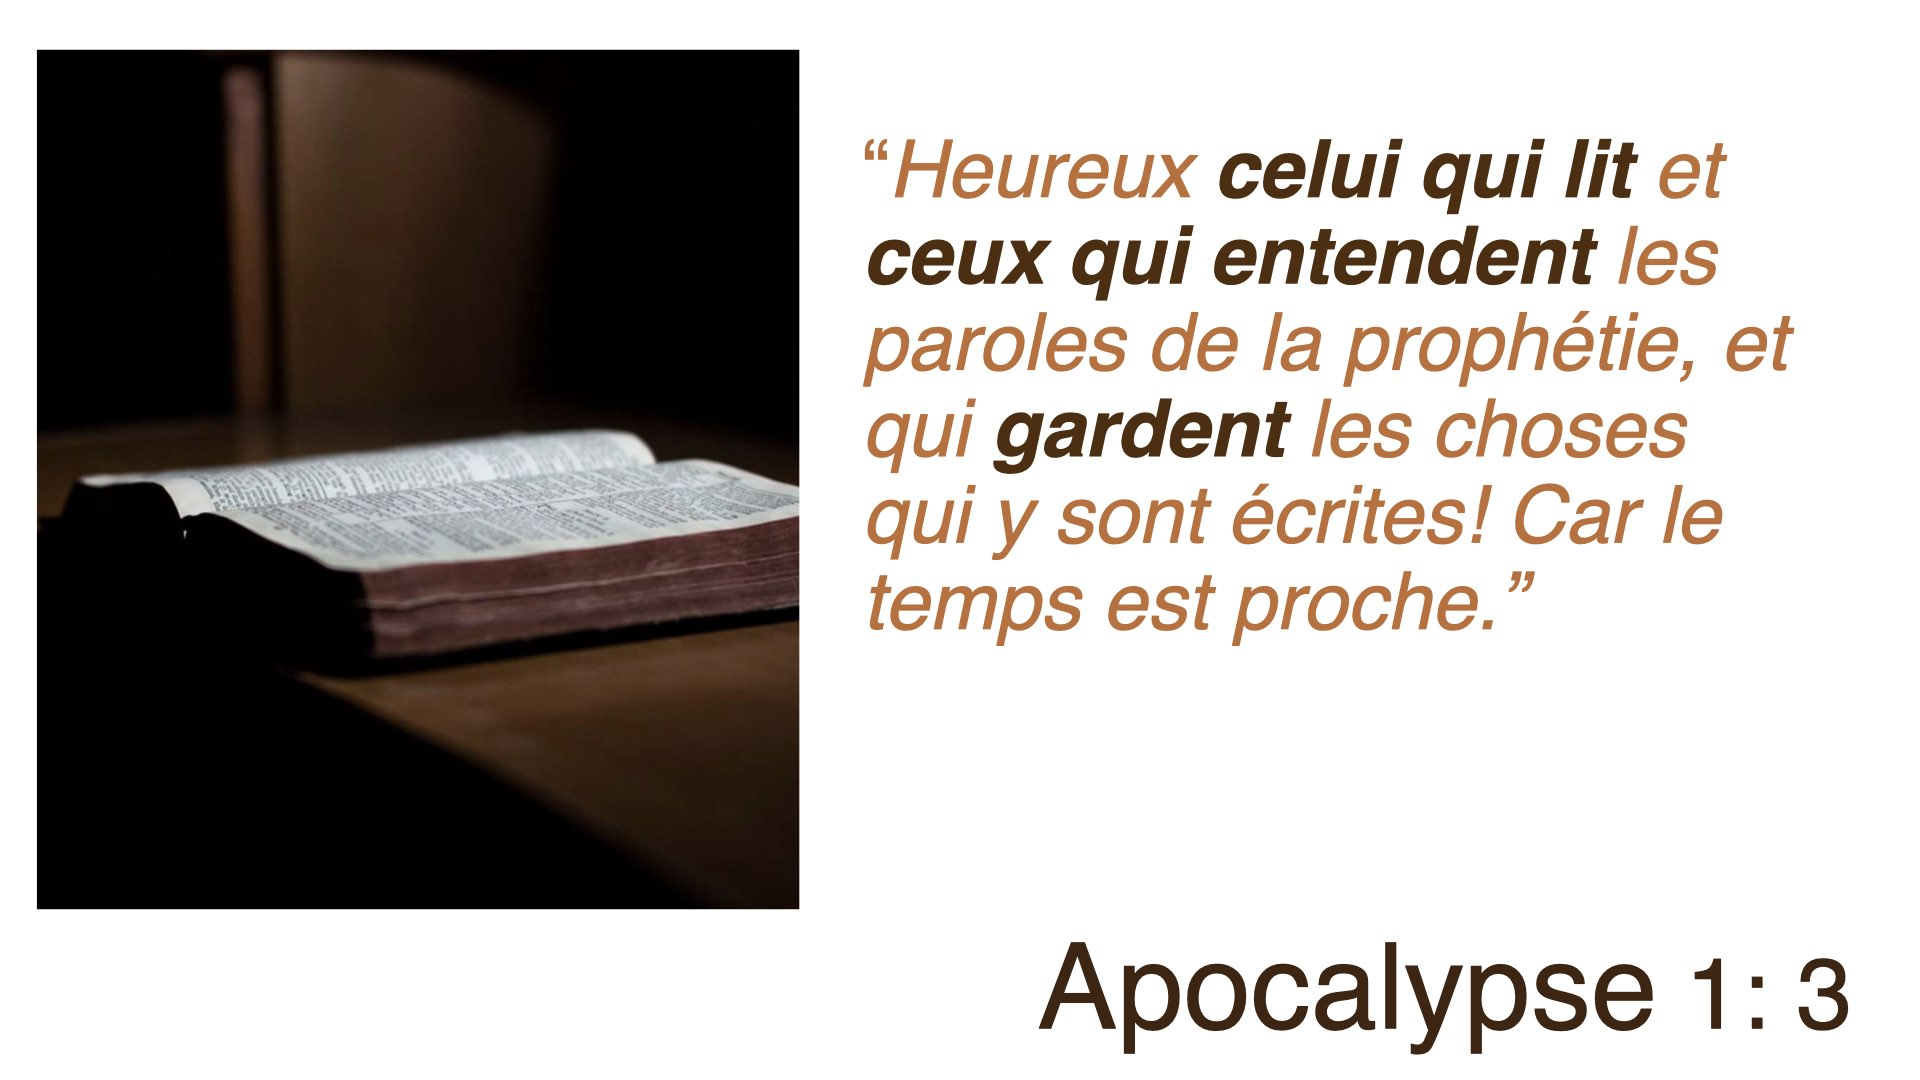 “Heureux celui qui lit et
ceux qui entendent les
paroles de la prophétie, et
qui gardent les choses
qui y sont écrites! Car le
temps est proche.”
Apocalypse 1: 3